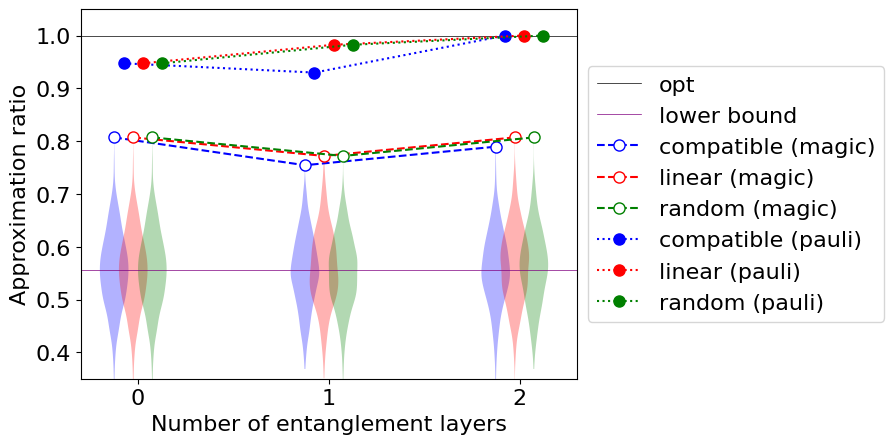 1.0
0.9
0.8
0.7
0.6
0.5
0.4
Approximation ratio
0 1 2
Number of entanglement layers
opt
lower bound
compatible (magic)
linear (magic)
random (magic)
compatible (pauli)
linear (pauli)
random (pauli)